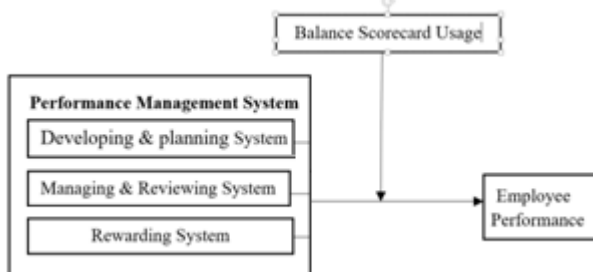 Balance Scorecard Usage
Performance Management System
Developing & planning System
Managing & Reviewing System
Rewarding System
Employee
Performance